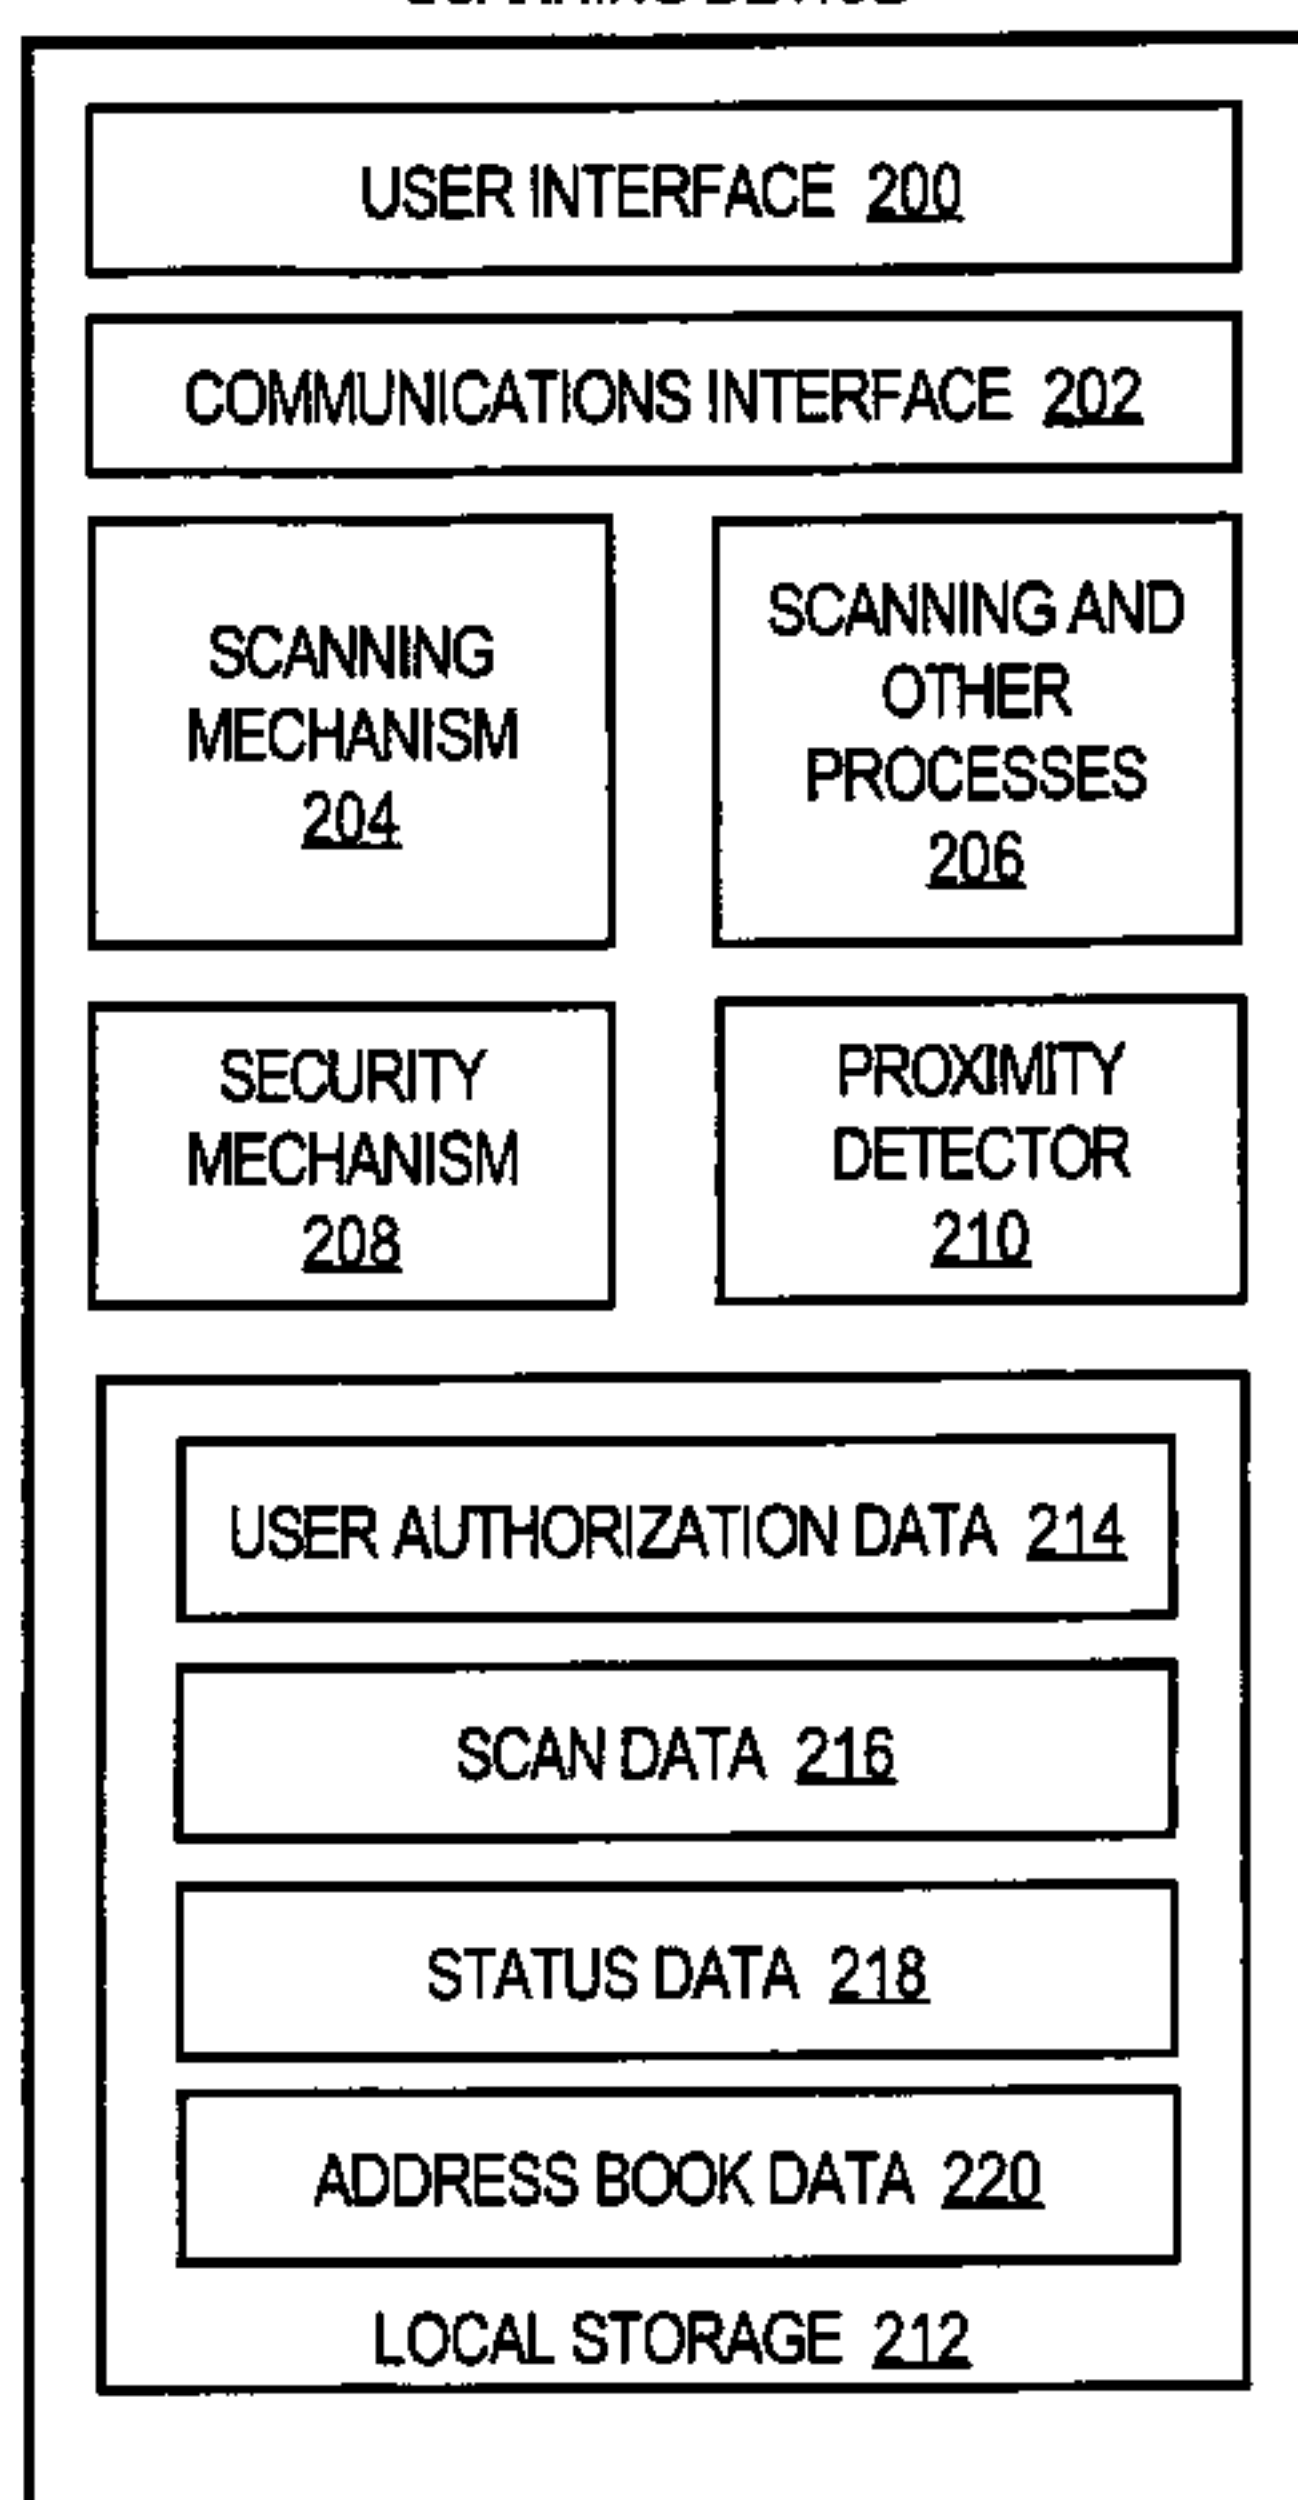 USER INTERFACE 200
COMMUNICATIONS INTERFACE 202
SCANNING
MECHANISM
204
SCANNING AND
OTHER
PROCESSES
206
SECURITY
MECHANISM
208
PROXIMITY
DETECTOR
210
USER AUTHORIZATION DATA 214
SCAN DATA 216
STATUS DATA 218
ADDRESS BOOK DATA 220
LOCAL STORAGE 212